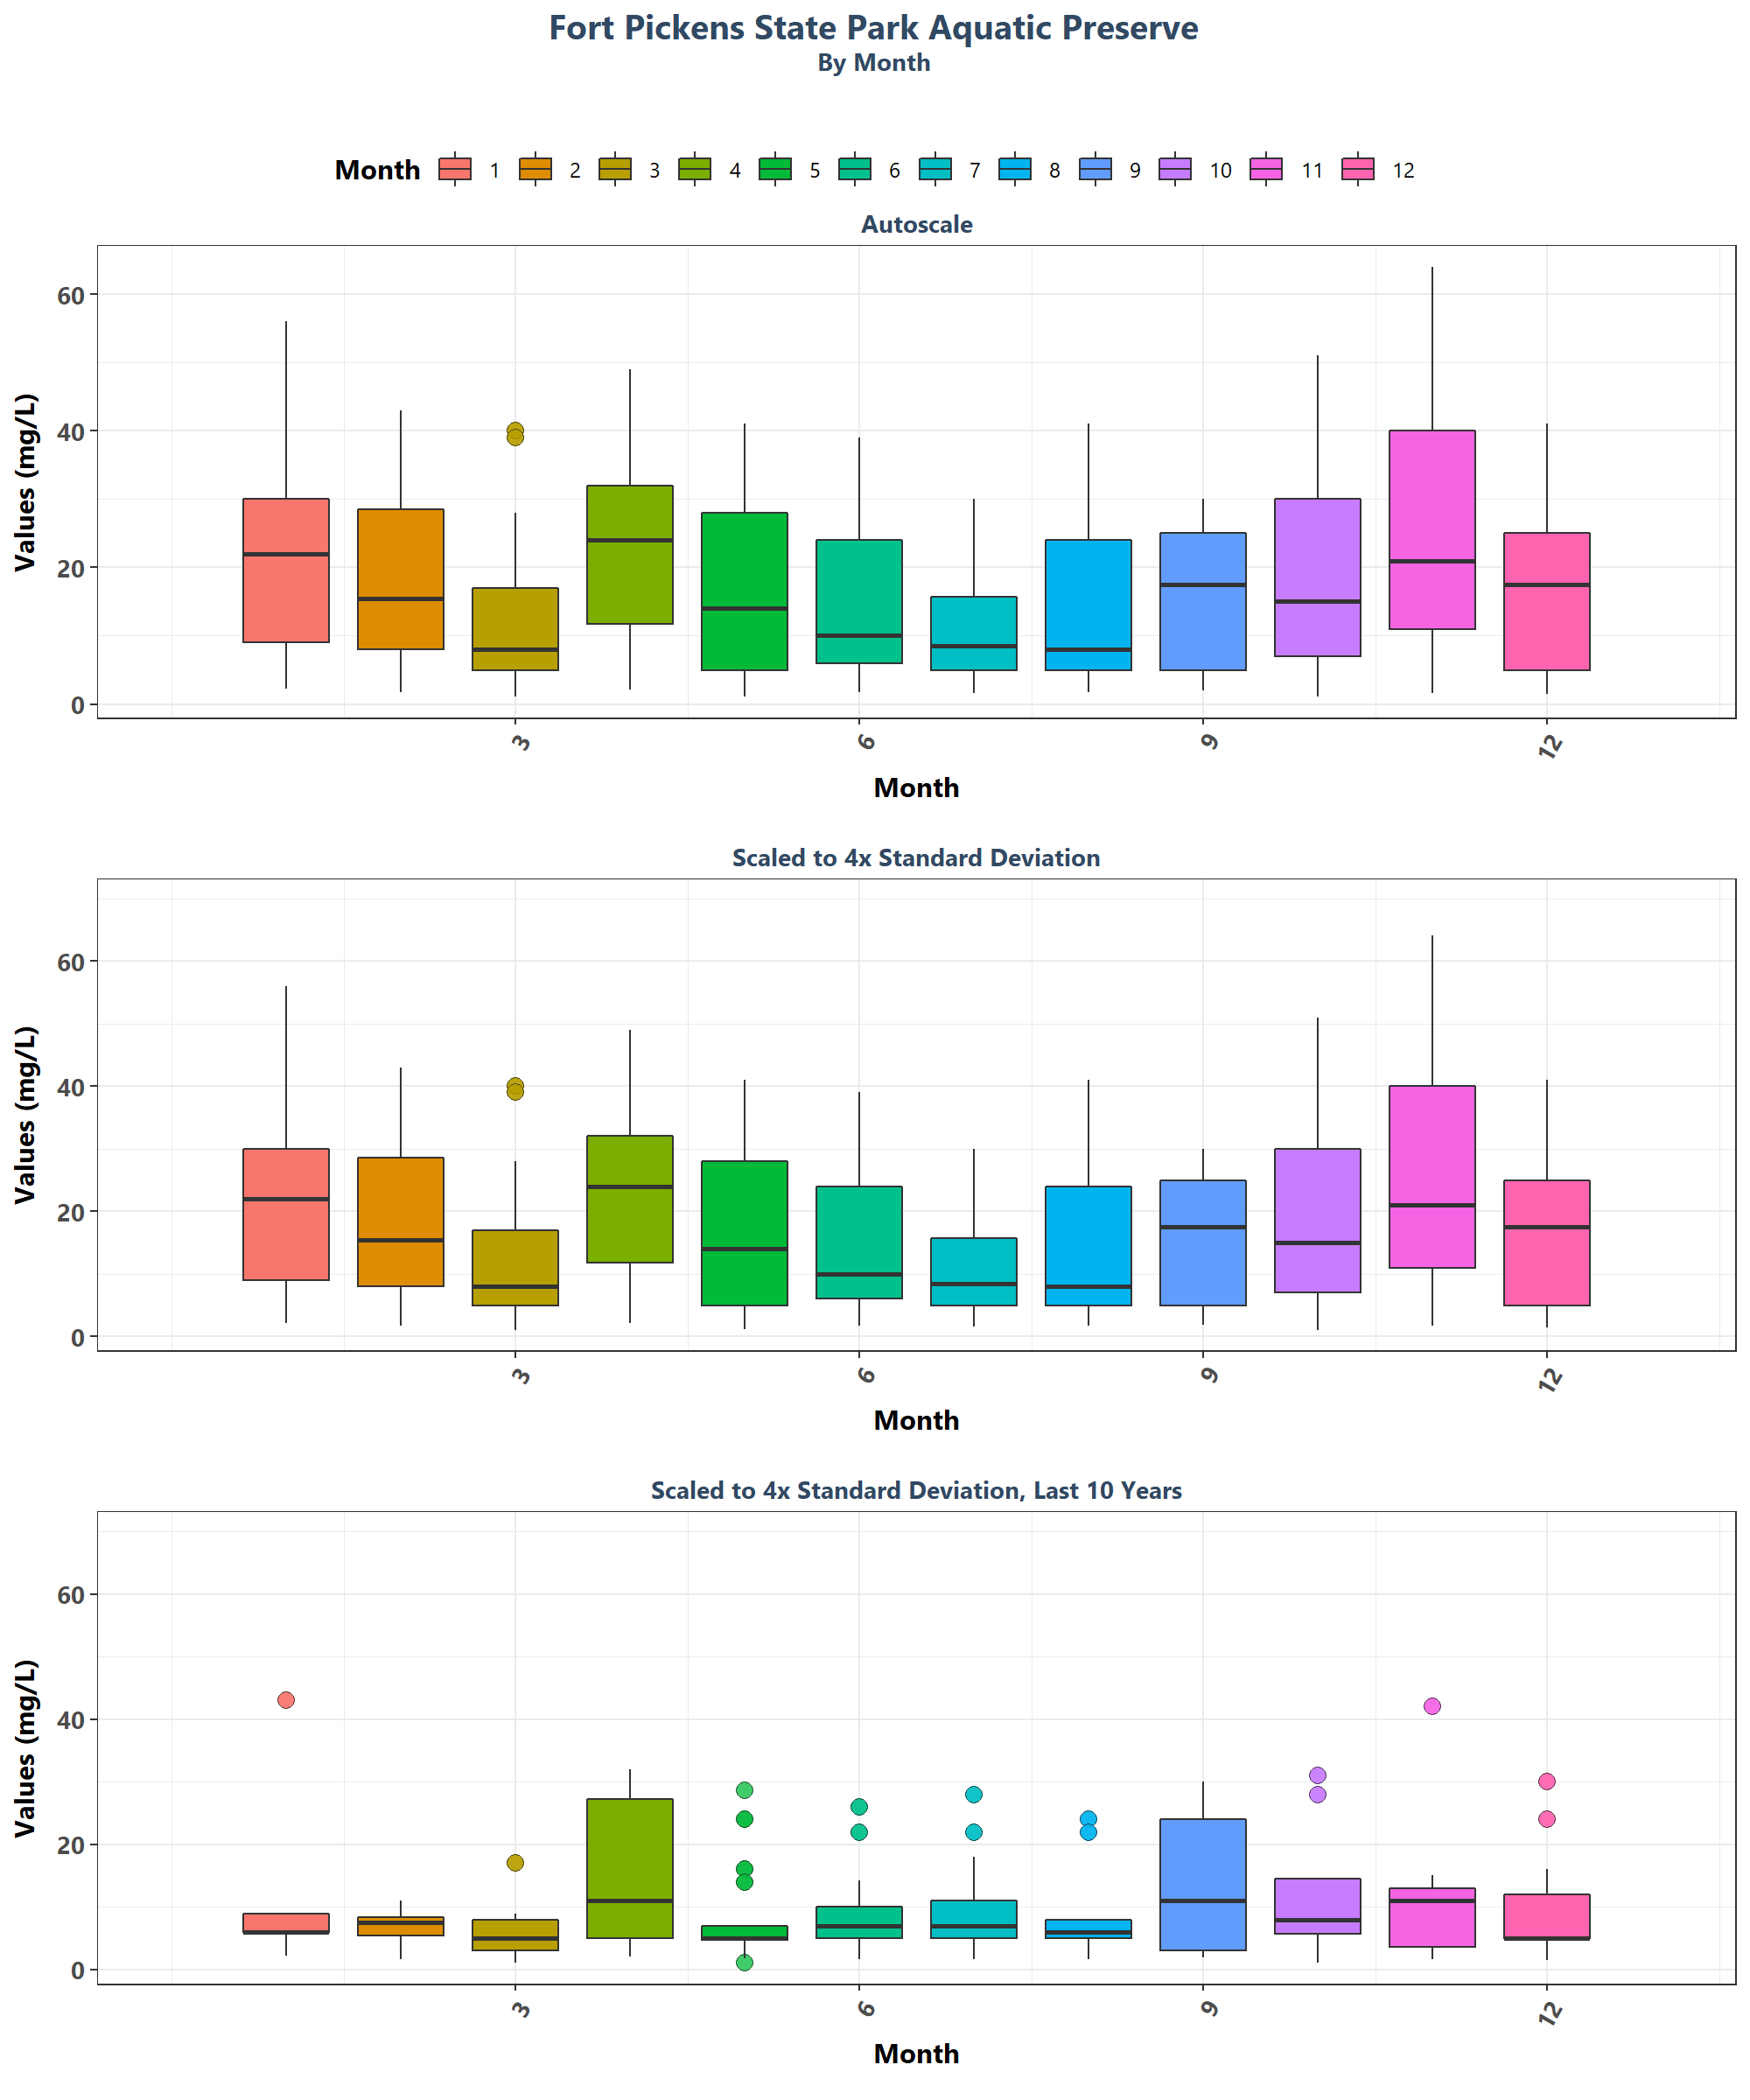 Fort Pickens State Park Aquatic Preserve
By Month
Month 1 2 3 4 5 6 7 8 9 10 11 12
Autoscale
Values (mg/L)
60
40
20
0
3 6 9 12
Month
Scaled to 4x Standard Deviation
Values (mg/L)
60
40
20
0
3 6 9 12
Month
Scaled to 4x Standard Deviation, Last 10 Years
Values (mg/L)
60
40
20
0
3 6 9 12
Month